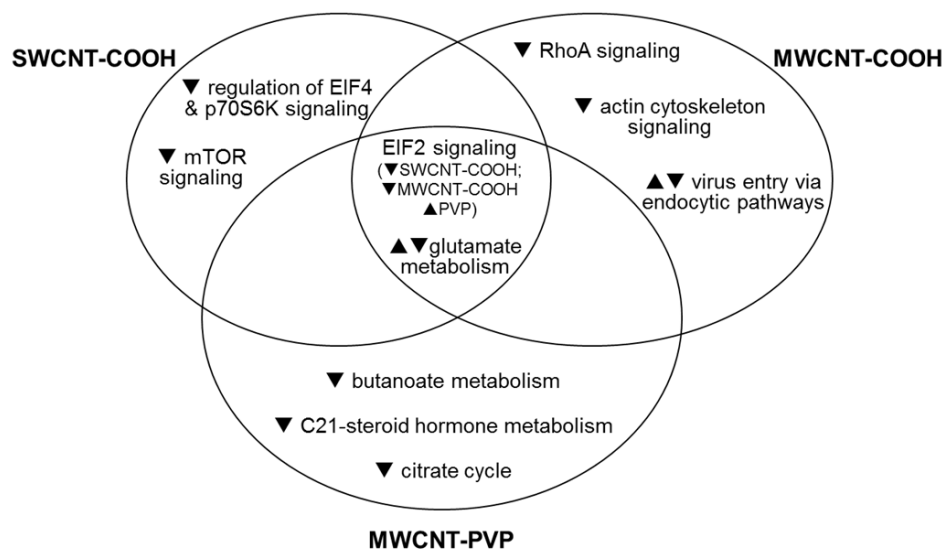 SWCNT-COOH
▼ regulation of EIF4
& p70S6K signaling
▼ mTOR
signaling
MWCNT-COOH
▼ RhoA signaling
▼ actin cytoskeleton
signaling
▲▼ virus entry via
endocytic pathways
EIF2 signaling
(▼SWCNT-COOH;
▼MWCNT-COOH
▲PVP)
▲▼glutamate
metabolism
▼ butanoate metabolism
▼ C21-steroid hormone metabolism
▼ citrate cycle
MWCNT-PVP